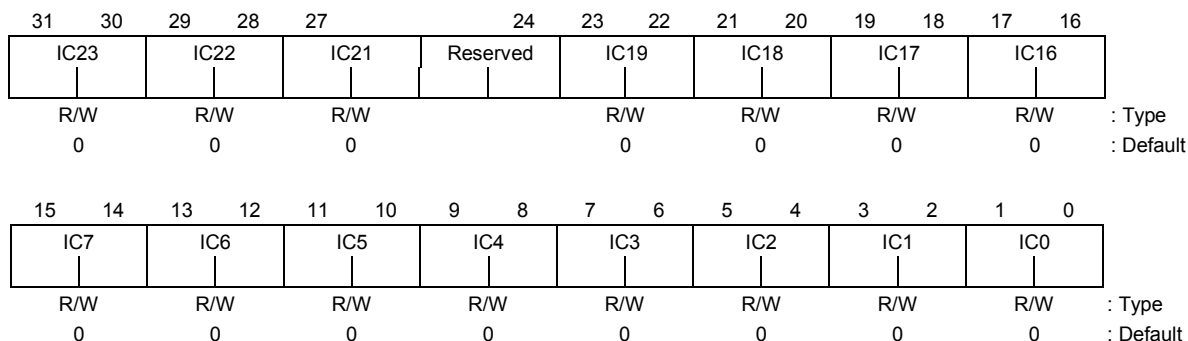 31 30 29 28 27 24 23 22 21 20 19 18 17 16
IC23 IC22 IC21 Reserved IC19 IC18 IC17 IC16
R/W R/W R/W R/W R/W R/W R/W : Type
0 0 0 0 0 0 0 : Default
15 14 13 12 11 10 9 8 7 6 5 4 3 2 1 0
IC7 IC6 IC5 IC4 IC3 IC2 IC1 IC0
R/W R/W R/W R/W R/W R/W R/W R/W : Type
0 0 0 0 0 0 0 0 : Default